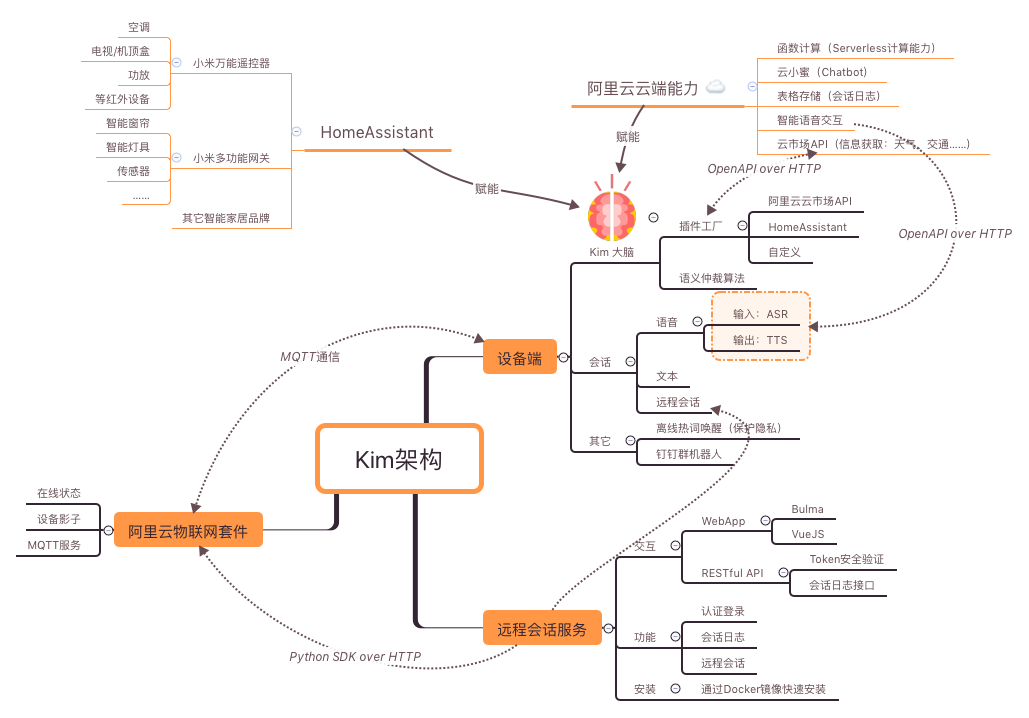 空调
电视/机顶盒
功放
等红外设备
小米万能遥控器
智能窗帘
智能灯具
传感器
......
小米多功能网关
其它智能家居品牌
HomeAssistant
赋能
阿里云云端能力
赋能
函数计算（Serverless计算能力）
云小蜜（Chatbot）
表格存储（会话日志）
智能语音交互
云市场API（信息获取：天气、交通......）
OpenAPI over HTTP
OpenAPI over HTTP
Kim 大脑
插件工厂
阿里云云市场API
HomeAssistant
自定义
语义仲裁算法
设备端
会话
语音
输入：ASR
输出：TTS
文本
远程会话
其它
离线热词唤醒（保护隐私）
钉钉群机器人
MQTT通信
Kim架构
阿里云物联网套件
在线状态
设备影子
MQTT服务
Python SDK over HTTP
远程会话服务
交互
WebApp
Bulma
VueJS
RESTful API
Token安全验证
会话日志接口
功能
认证登录
会话日志
远程会话
安装
通过Docker镜像快速安装